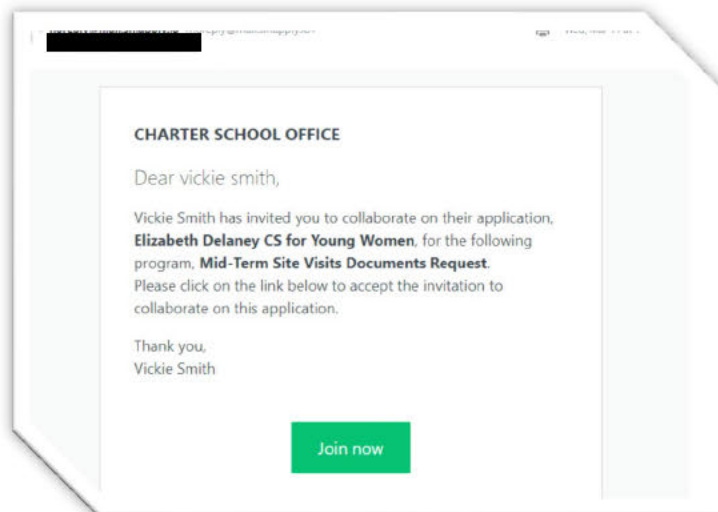 CHARTER SCHOOL OFFICE
Dear vickie smith,
Vickie Smith has invited you to collaborate on their application,
Elizabeth Delaney CS for Young Women, for the following
program, Mid-Term Site Visits Documents Request.
Please click on the link below to accept the invitation to
collaborate on this application.
Thank you,
Vickie Smith
Join now